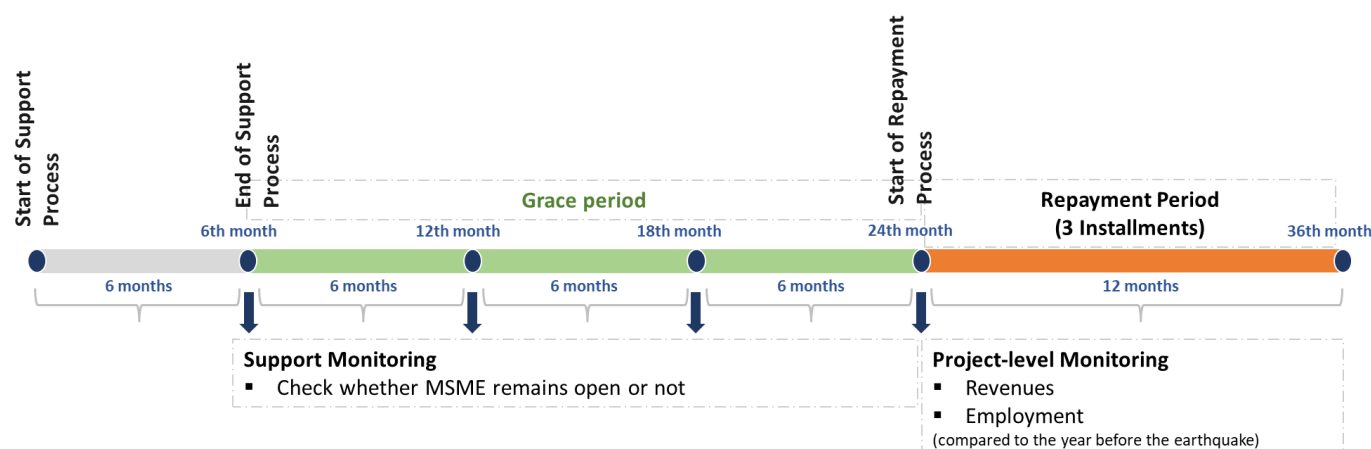 Start of Support
Process
End of Support
Process
Start of Repayment
Process
Grace period
Repayment Period
(3 Installments)
6th month
12th month
18th month
24th month
36th month
6 months
6 months
6 months
6 months
12 months
Support Monitoring
▪ Check whether MSME remains open or not
Project-level Monitoring
▪ Revenues
▪ Employment
(compared to the year before the earthquake)